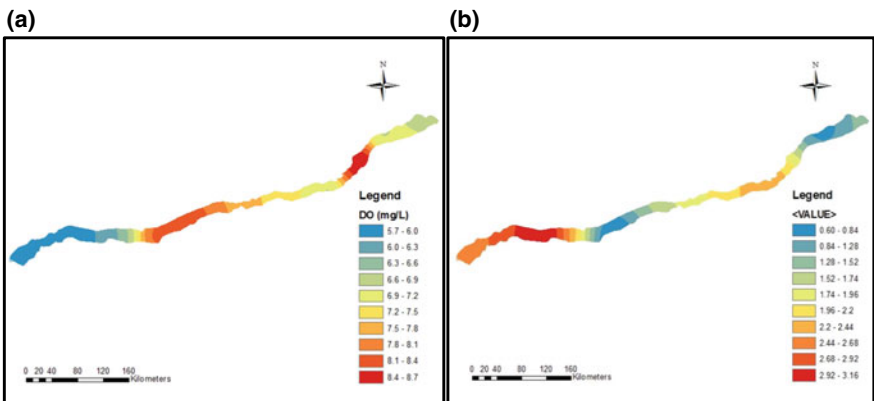 (a)
N
Legend
DO (mg/L)
5.7 - 6.0
6.0 - 6.3
6.3 - 6.6
6.6 - 6.9
6.9 - 7.2
7.2 - 7.5
7.5 - 7.8
7.8 - 8.1
8.1 - 8.4
8.4 - 8.7
0 20 40 80 120 160
Kilometers
(b)
N
Legend
<VALUE>
0.60 - 0.84
0.84 - 1.28
1.28 - 1.52
1.52 - 1.74
1.74 - 1.96
1.96 - 2.2
2.2 - 2.44
2.44 - 2.68
2.68 - 2.92
2.92 - 3.16
0 20 40 80 120 160
Kilometers